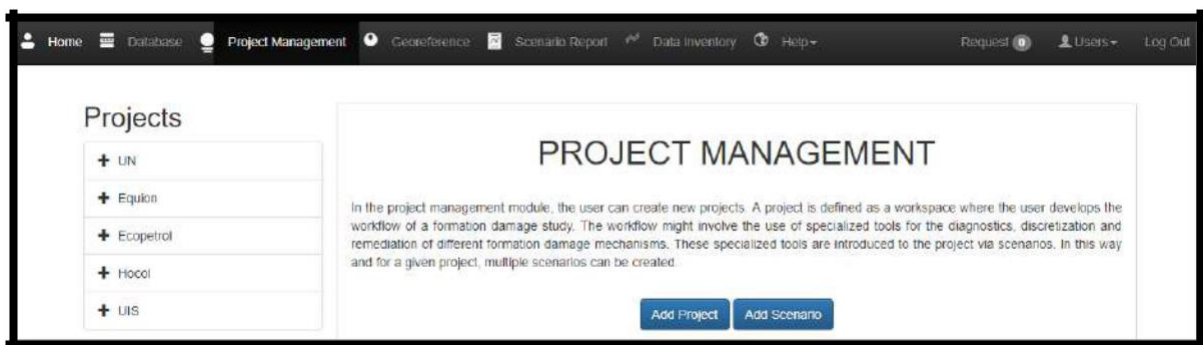 Home Database Project Management Georeference Scenario Report Data Inventory Help Request 0 Users Log Out
Projects
+ UN
+ Equion
+ Ecopetrol
+ Hocol
+ UIS
PROJECT MANAGEMENT
In the project management module, the user can create new projects. A project is defined as a workspace where the user develops the
workflow of a formation damage study. The workflow might involve the use of specialized tools for the diagnostics, discretization and
remediation of different formation damage mechanisms. These specialized tools are introduced to the project via scenarios. In this way
and for a given project, multiple scenarios can be created.
Add Project Add Scenario